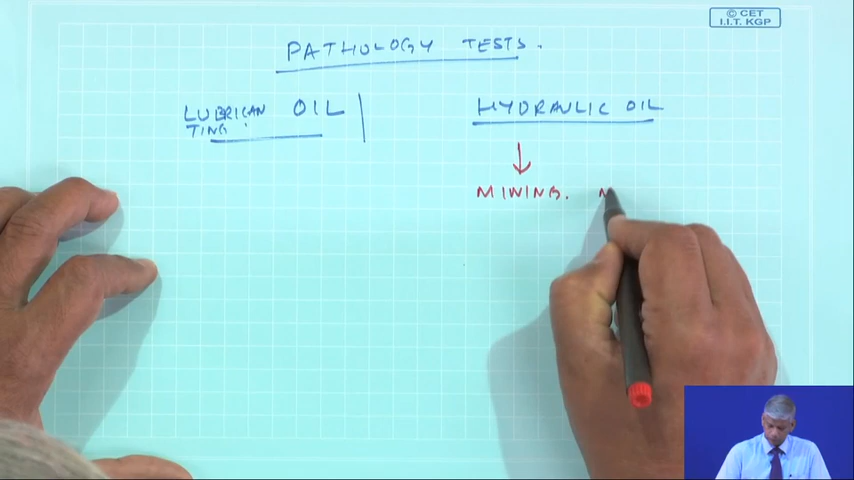 © CET
I.I.T. KGP
PATHOLOGY TESTS.
LUBRICAN OIL
TING.
HYDRAULIC OIL
MINING. M